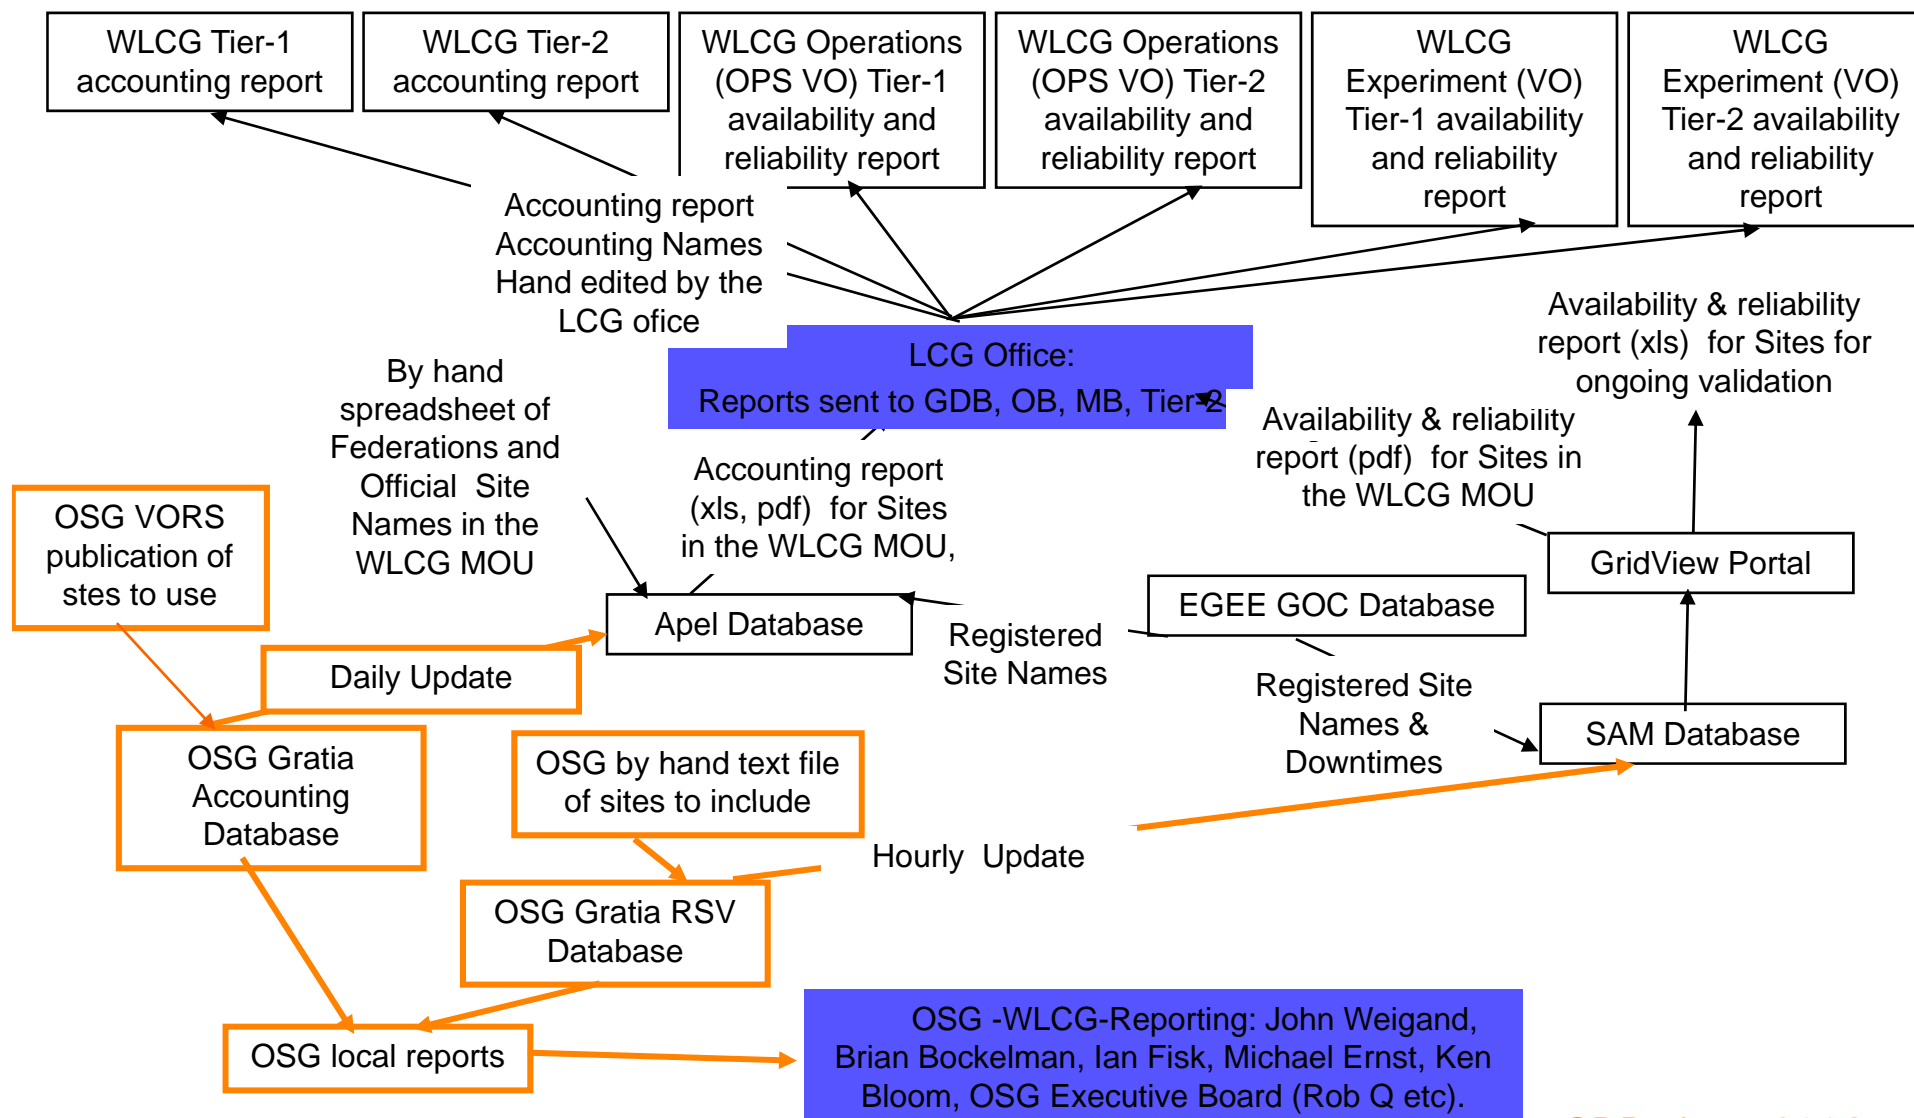 WLCG Tier-1
accounting report
WLCG Tier-2
accounting report
WLCG Operations
(OPS VO) Tier-1
availability and
reliability report
WLCG Operations
(OPS VO) Tier-2
availability and
reliability report
WLCG
Experiment (VO)
Tier-1 availability
and reliability
report
WLCG
Experiment (VO)
Tier-2 availability
and reliability
report
Accounting report
Accounting Names
Hand edited by the
LCG ofice
LCG Office:
Reports sent to GDB, OB, MB, Tier-2
Availability & reliability
report (xls) for Sites for
ongoing validation
By hand
spreadsheet of
Federations and
Official Site
Names in the
WLCG MOU
Accounting report
(xls, pdf) for Sites
in the WLCG MOU,
Availability & reliability
report (pdf) for Sites in
the WLCG MOU
OSG VORS
publication of
stes to use
GridView Portal
EGEE GOC Database
Apel Database
Registered
Site Names
Daily Update
Registered Site
Names &
Downtimes
SAM Database
OSG Gratia
Accounting
Database
OSG by hand text file
of sites to include
Hourly Update
OSG Gratia RSV
Database
OSG local reports
OSG -WLCG-Reporting: John Weigand,
Brian Bockelman, Ian Fisk, Michael Ernst, Ken
Bloom, OSG Executive Board (Rob Q etc).